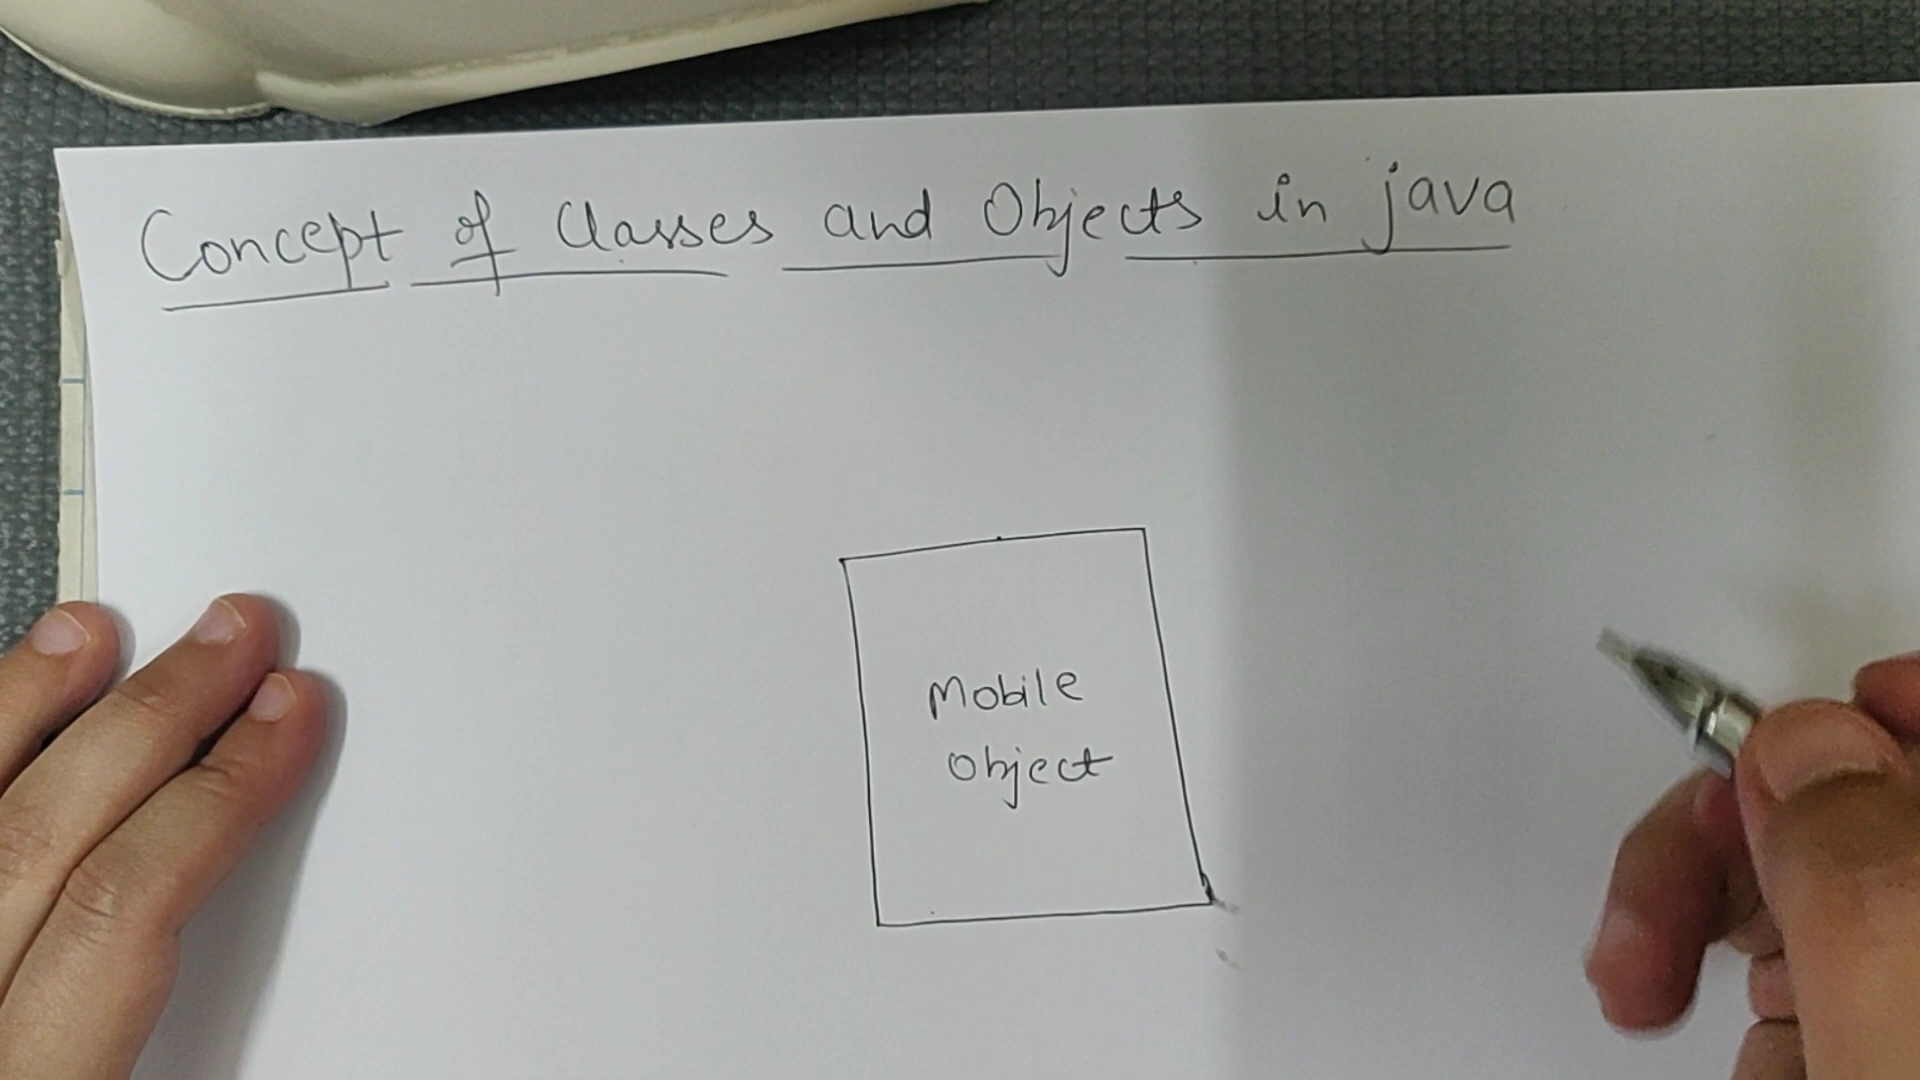 Concept of Classes and Objects in java
Mobile
Object